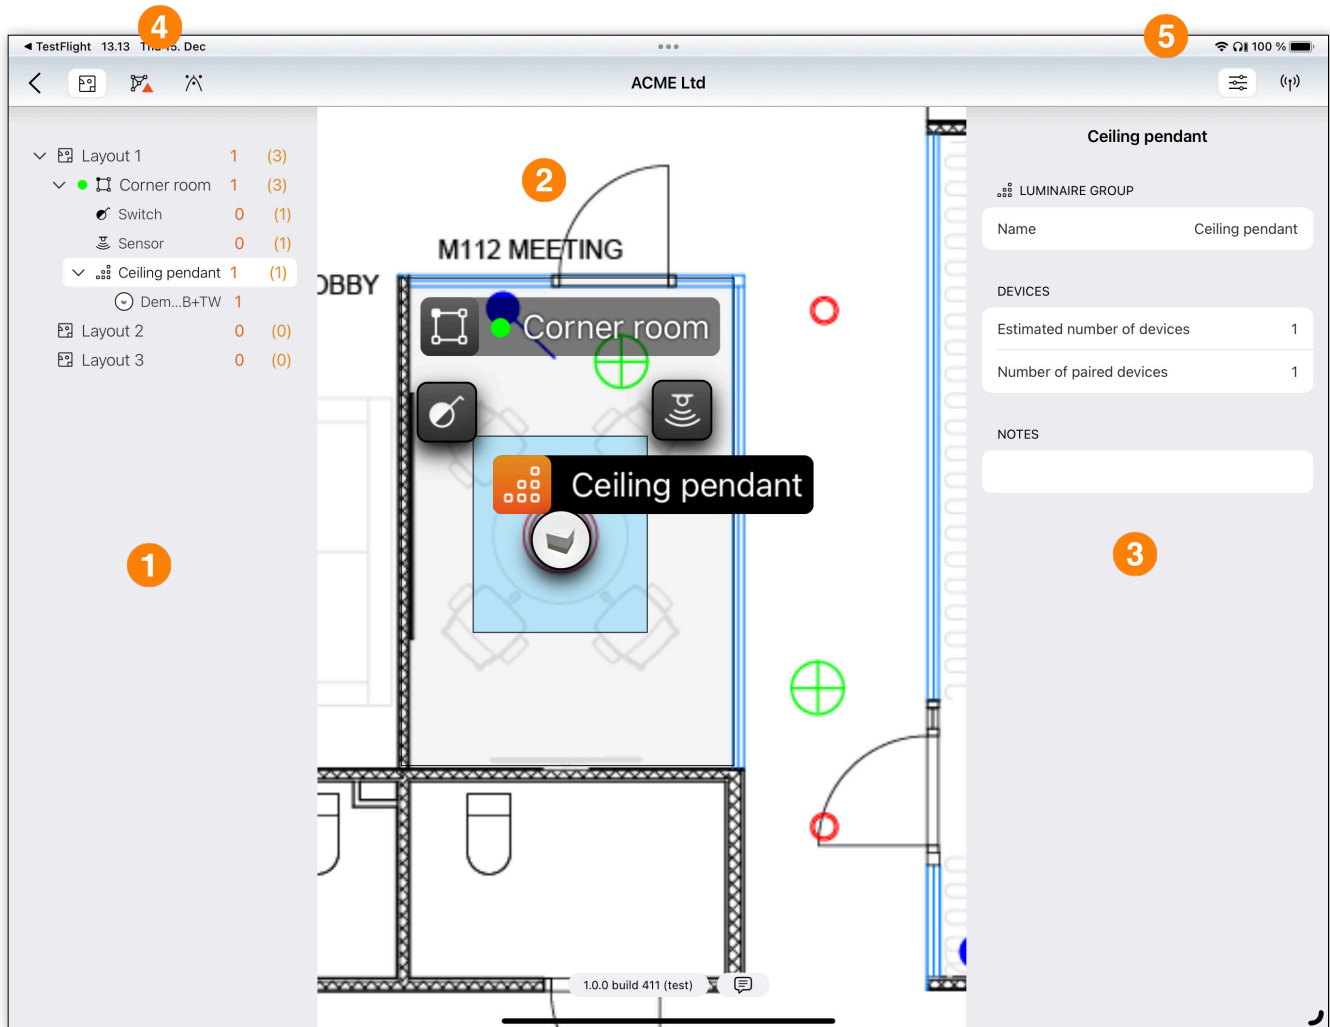 4
5
◀ TestFlight 13.13 Thu 15. Dec
100 %
ACME Ltd
Layout 1 1 (3)
Corner room 1 (3)
Switch 0 (1)
Sensor 0 (1)
Ceiling pendant 1 (1)
Dem...B+TW 1
Layout 2 0 (0)
Layout 3 0 (0)
1
2
M112 MEETING
OBBY
Corner room
Ceiling pendant
1.0.0 build 411 (test)
Ceiling pendant
LUMINAIRE GROUP
Name Ceiling pendant
DEVICES
Estimated number of devices 1
Number of paired devices 1
NOTES
3